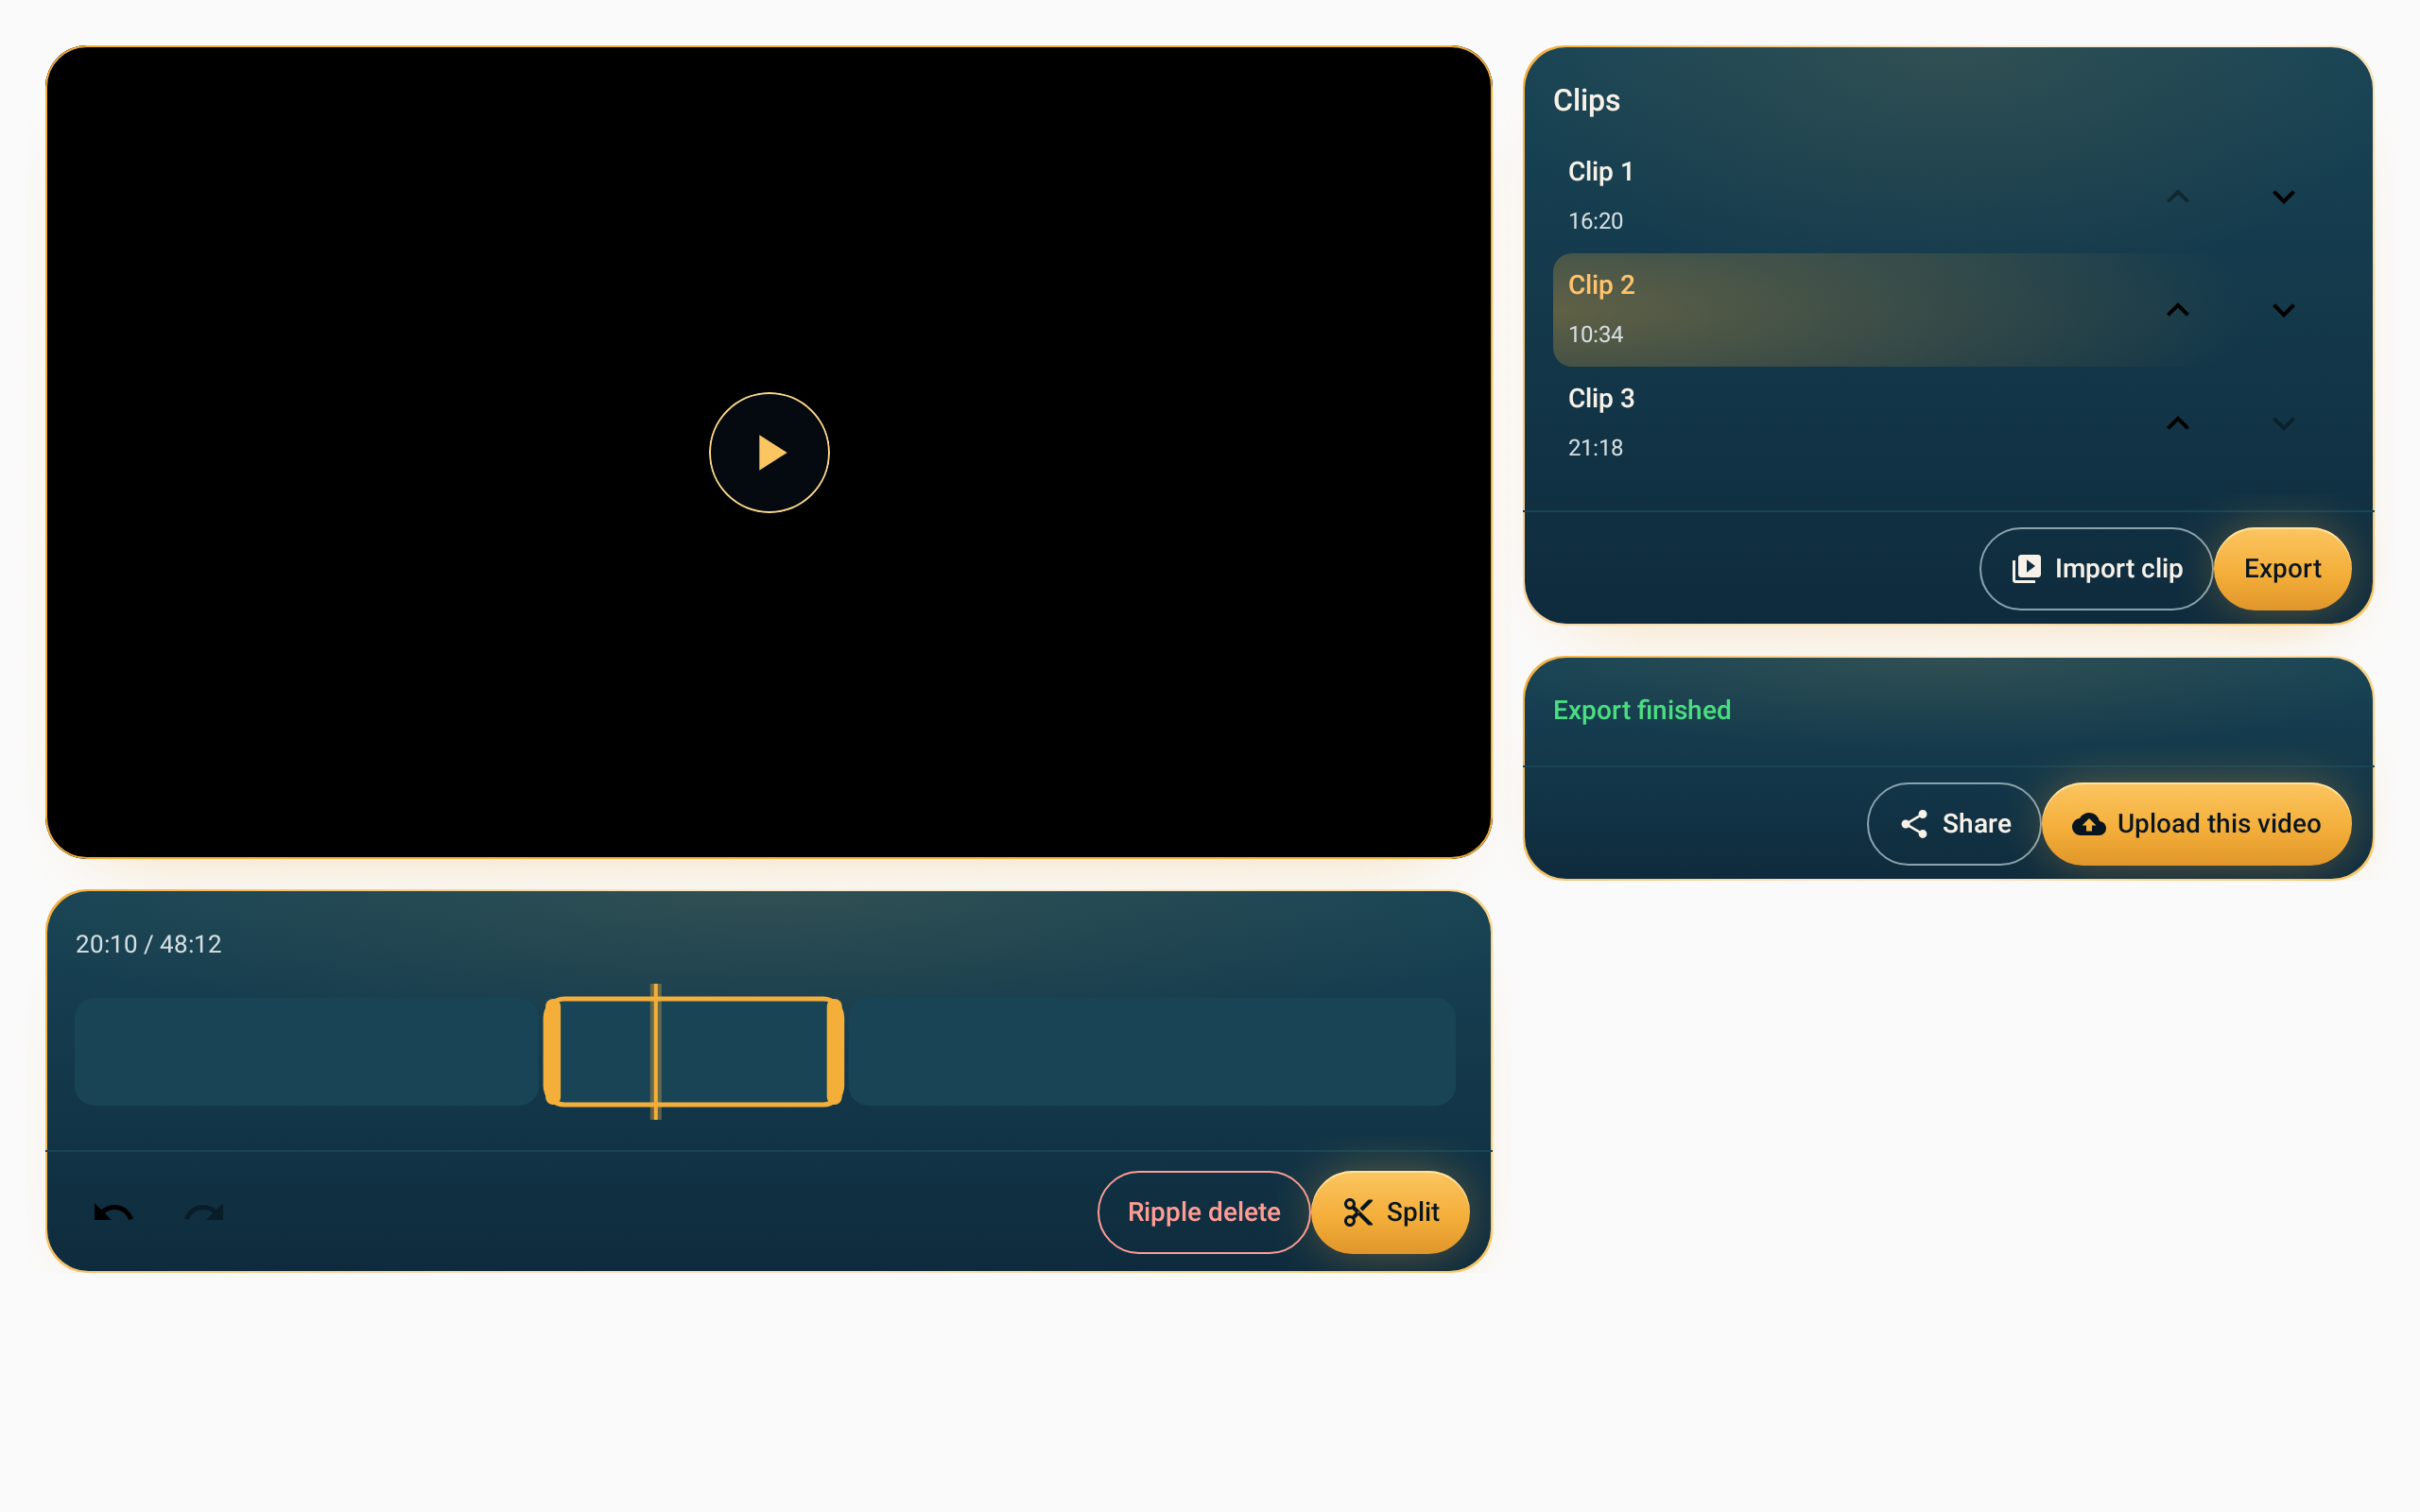 Clips
Clip 1
16:20
Clip 2
10:34
Clip 3
21:18
Import clip
Export
Export finished
Share
Upload this video
20:10 / 48:12
Ripple delete
Split